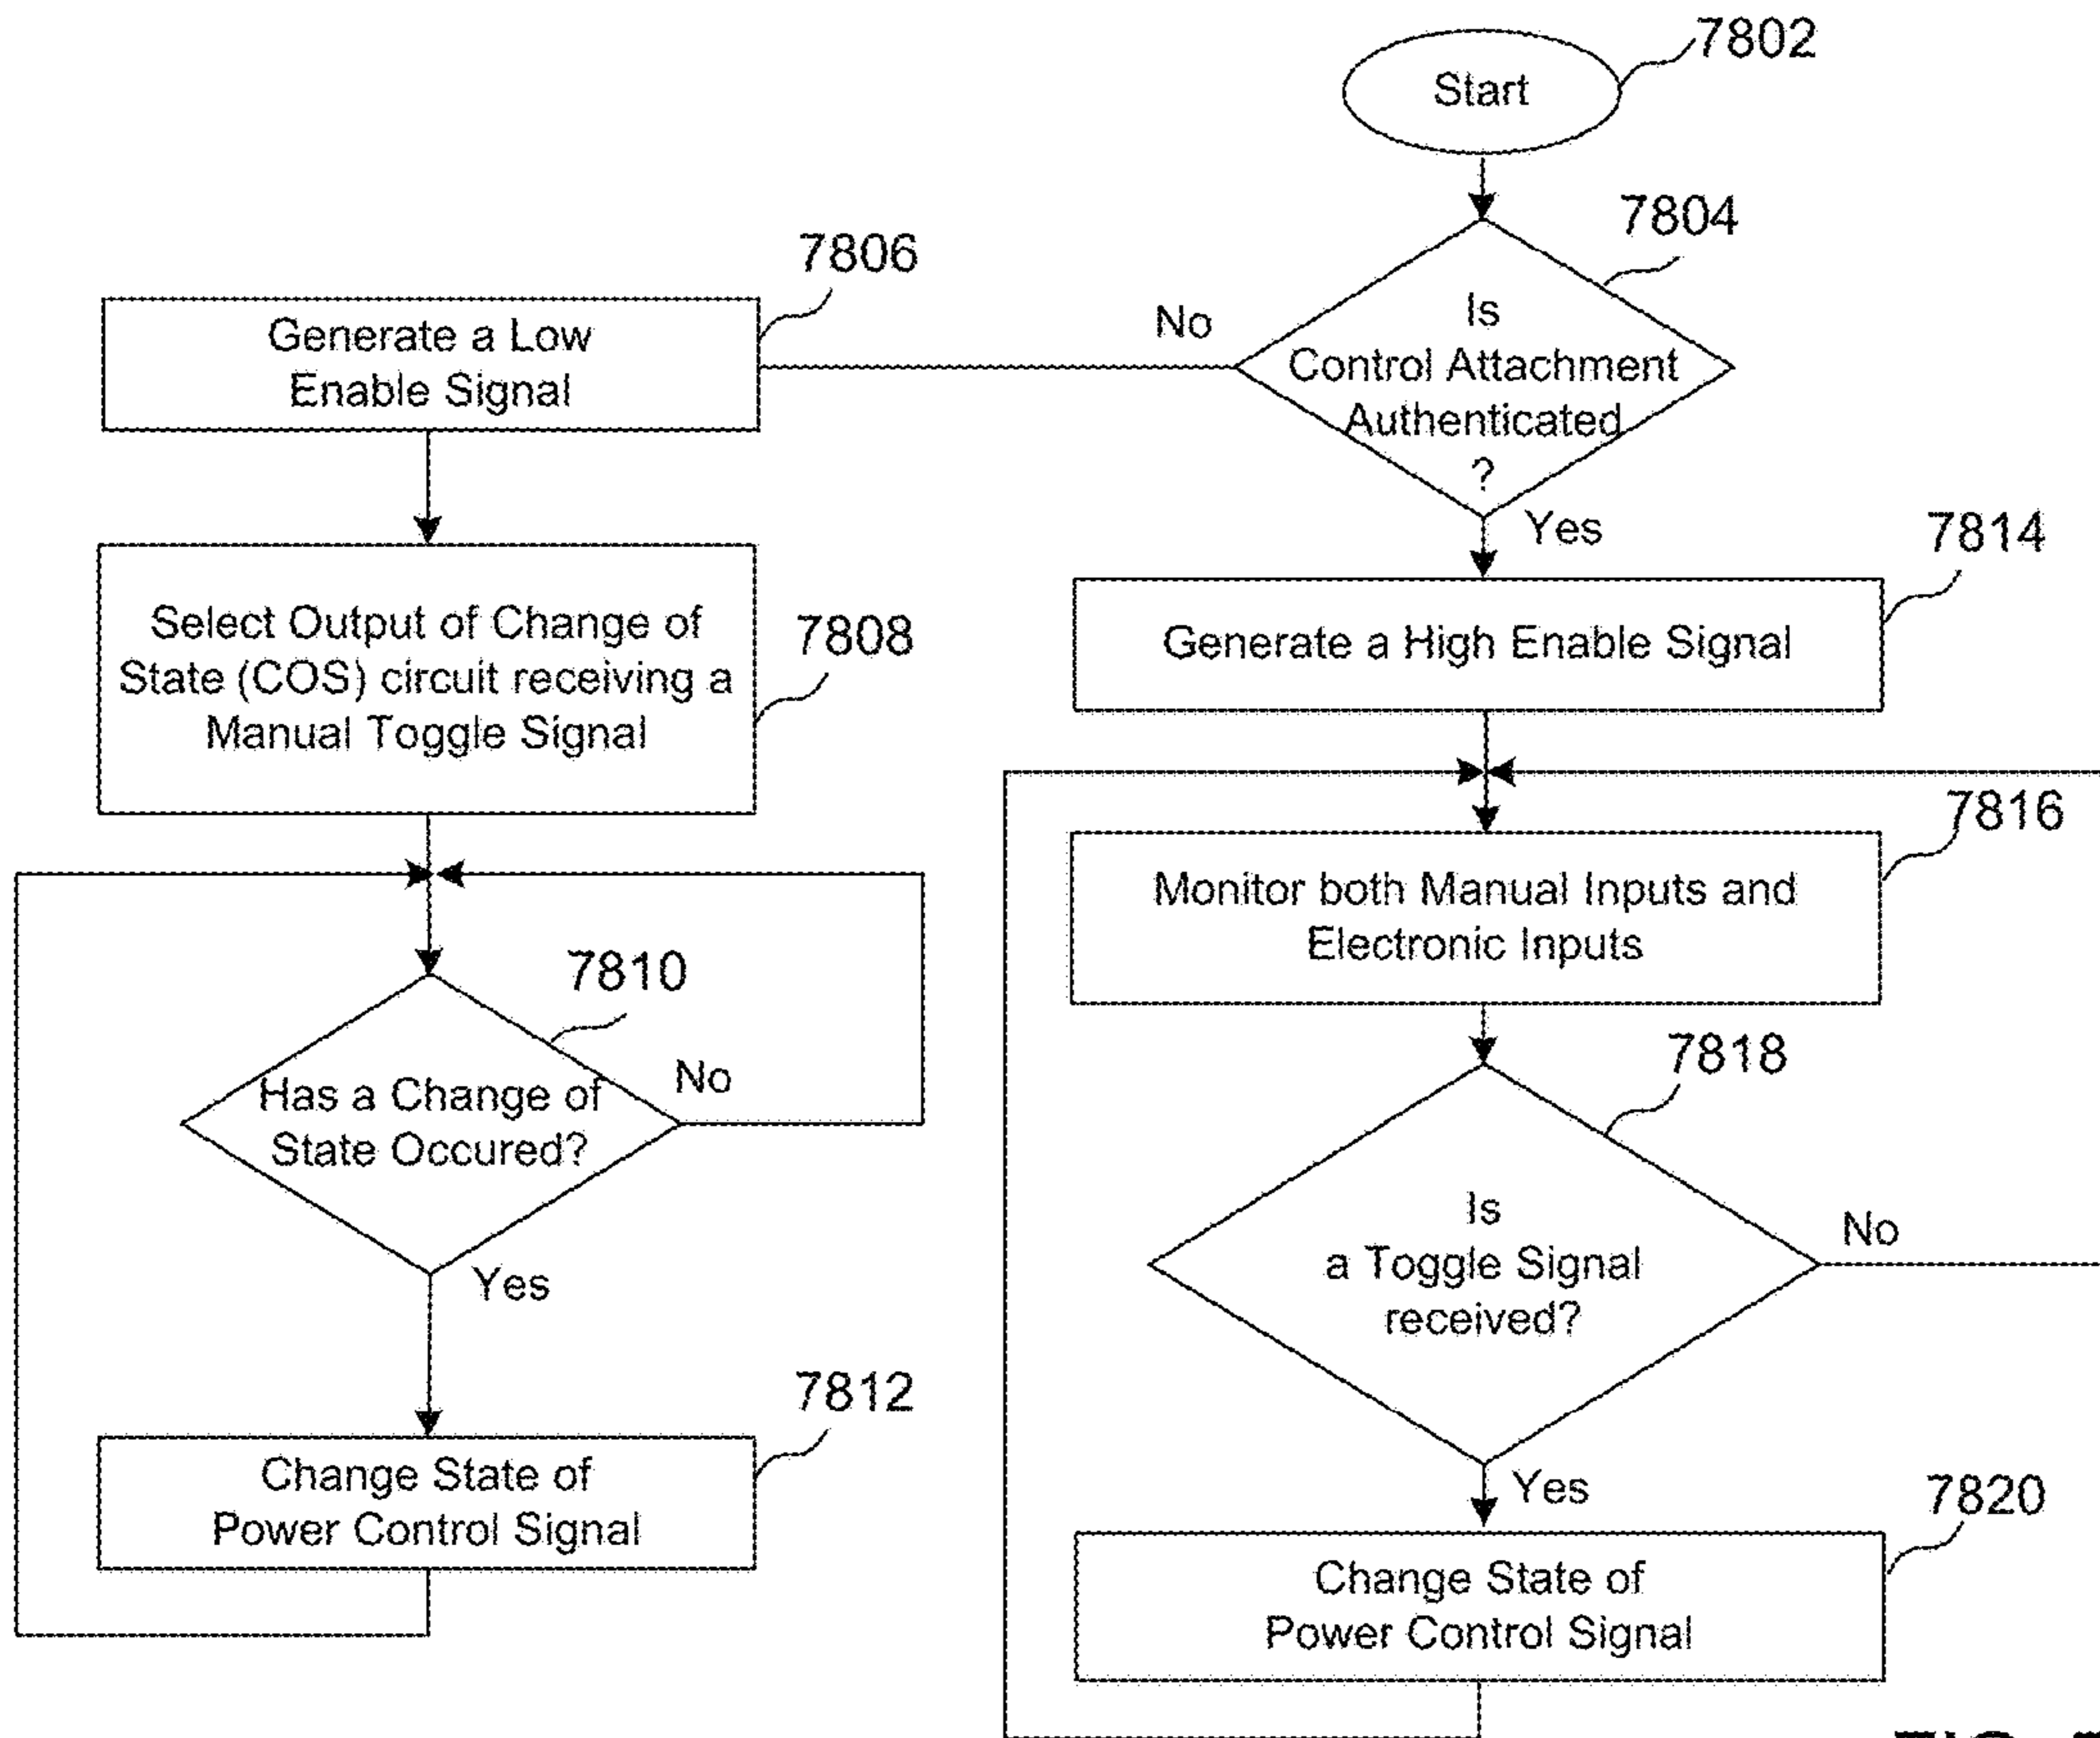 7802
Start
7804
Is
Control Attachment
Authenticated
?
No
Yes
7806
Generate a Low
Enable Signal
7808
Select Output of Change of
State (COS) circuit receiving a
Manual Toggle Signal
7810
Has a Change of
State Occured?
No
Yes
7812
Change State of
Power Control Signal
7814
Generate a High Enable Signal
7816
Monitor both Manual Inputs and
Electronic Inputs
7818
Is
a Toggle Signal
received?
No
Yes
7820
Change State of
Power Control Signal